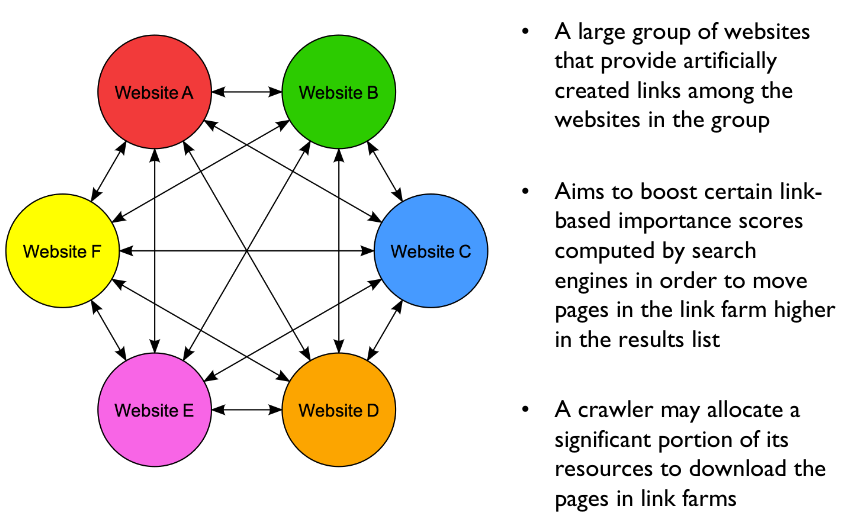 Website A
Website B
Website F
Website C
Website E
Website D
• A large group of websites
that provide artificially
created links among the
websites in the group
• Aims to boost certain link-
based importance scores
computed by search
engines in order to move
pages in the link farm higher
in the results list
• A crawler may allocate a
significant portion of its
resources to download the
pages in link farms